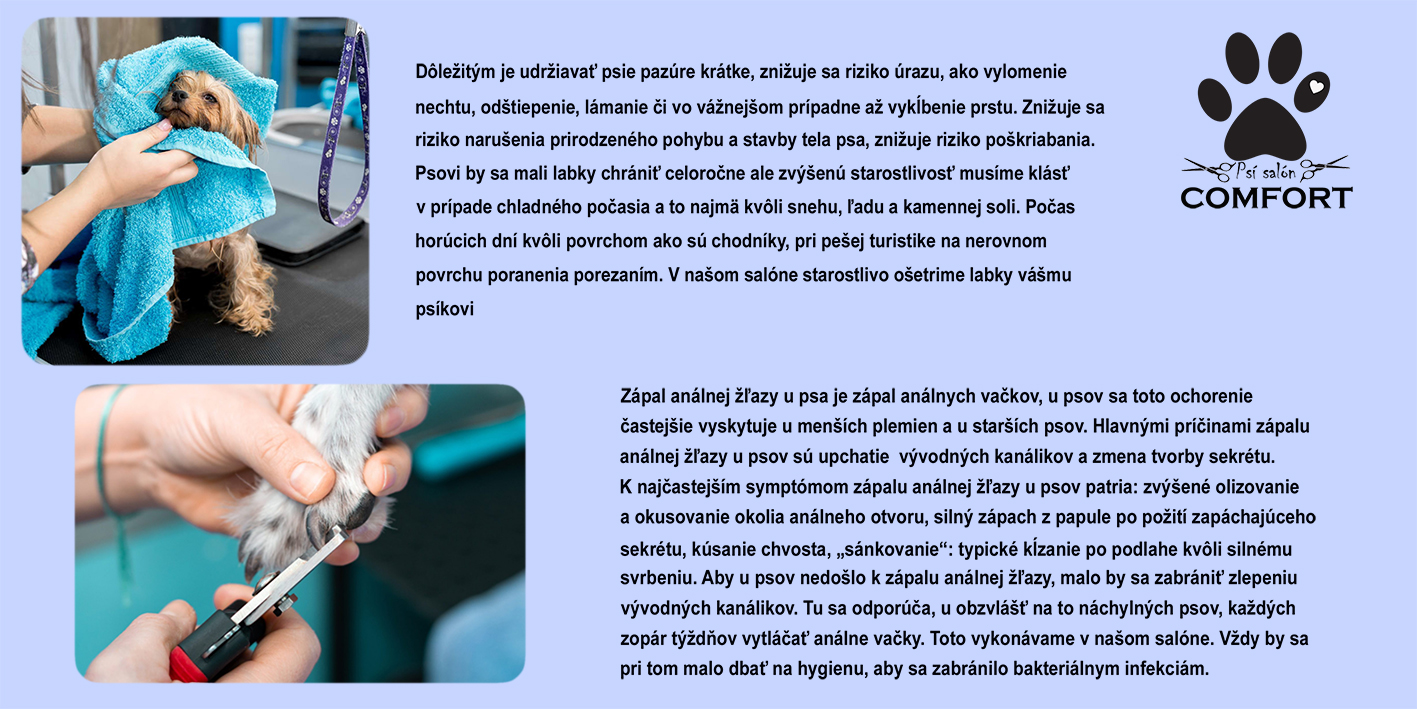 Dôležitým je udržiavať psie pazúre krátke, znižuje sa riziko úrazu, ako vylomenie
nechtu, odštiepenie, lámanie či vo vážnejšom prípadne až vykĺbenie prstu. Znižuje sa
riziko narušenia prirodzeného pohybu a stavby tela psa, znižuje riziko poškriabania.
Psovi by sa mali labky chrániť celoročne ale zvýšenú starostlivosť musíme klásť
v prípade chladného počasia a to najmä kvôli snehu, ľadu a kamennej soli. Počas
horúcich dní kvôli povrchom ako sú chodníky, pri pešej turistike na nerovnom
povrchu poranenia porezaním. V našom salóne starostlivo ošetrime labky vášmu
psíkovi
Psí salón
COMFORT
Zápal análnej žľazy u psa je zápal análnych vačkov, u psov sa toto ochorenie
častejšie vyskytuje u menších plemien a u starších psov. Hlavnými príčinami zápalu
análnej žľazy u psov sú upchatie  vývodných kanálikov a zmena tvorby sekrétu.
K najčastejším symptómom zápalu análnej žľazy u psov patria: zvýšené olizovanie
a okusovanie okolia análneho otvoru, silný zápach z papule po požití zapáchajúceho
sekrétu, kúsanie chvosta, „sánkovanie“: typické kĺzanie po podlahe kvôli silnému
svrbeniu. Aby u psov nedošlo k zápalu análnej žľazy, malo by sa zabrániť zlepeniu
vývodných kanálikov. Tu sa odporúča, u obzvlášť na to náchylných psov, každých
zopár týždňov vytláčať análne vačky. Toto vykonávame v našom salóne. Vždy by sa
pri tom malo dbať na hygienu, aby sa zabránilo bakteriálnym infekciám.